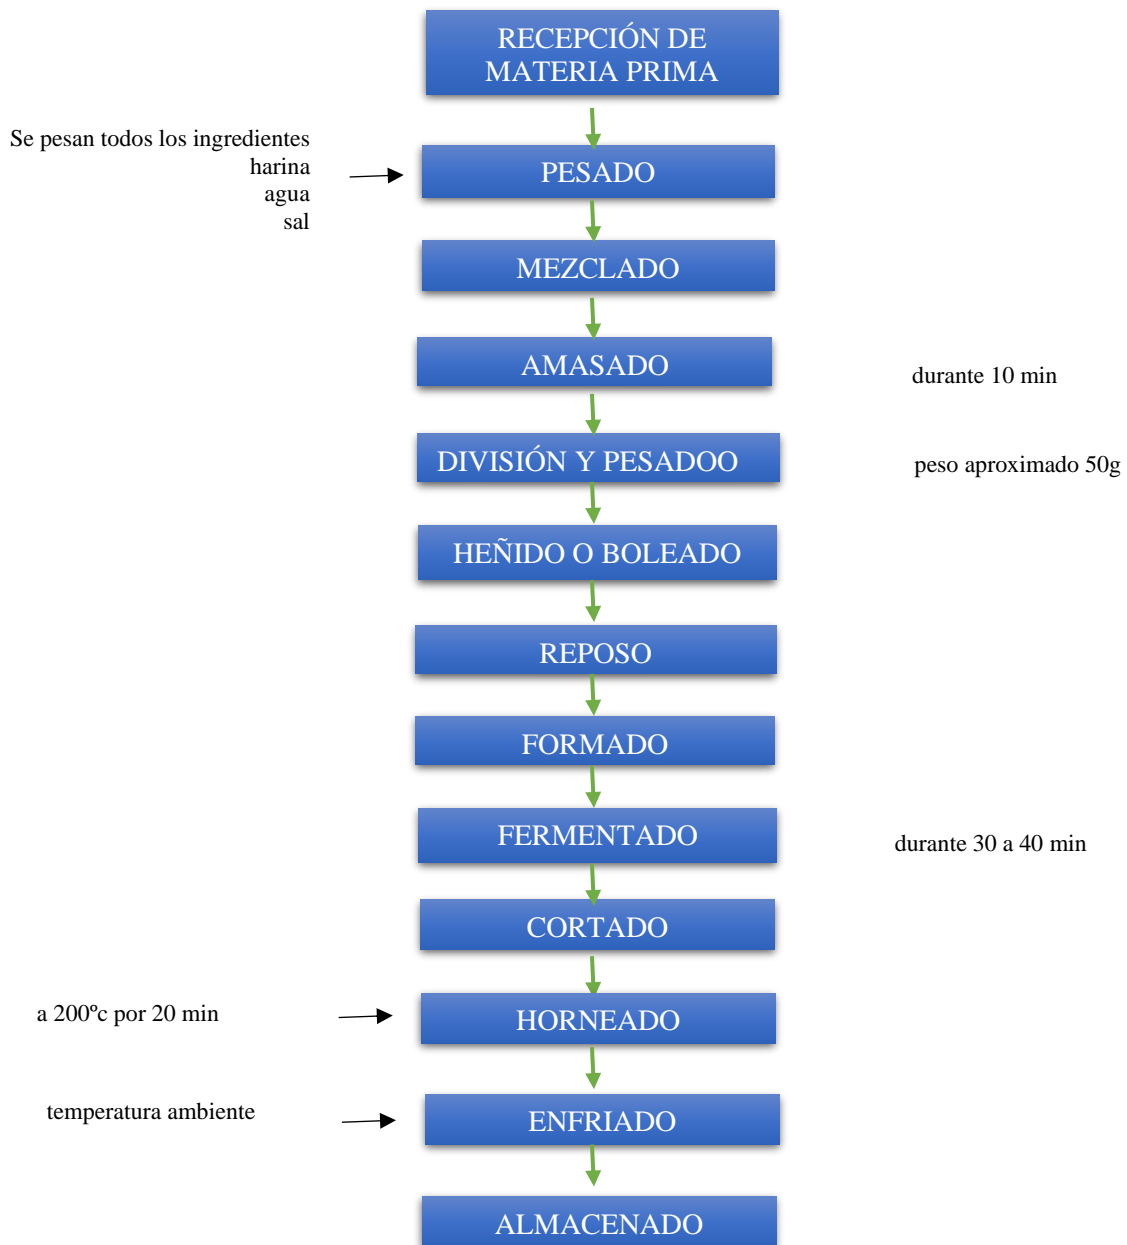 RECEPCIÓN DE
MATERIA PRIMA
Se pesan todos los ingredientes
harina
agua
sal
PESADO
MEZCLADO
AMASADO
durante 10 min
DIVISIÓN Y PESADOO
peso aproximado 50g
HEÑIDO O BOLEADO
REPOSO
FORMADO
FERMENTADO
durante 30 a 40 min
CORTADO
a 200ºc por 20 min
HORNEADO
temperatura ambiente
ENFRIADO
ALMACENADO